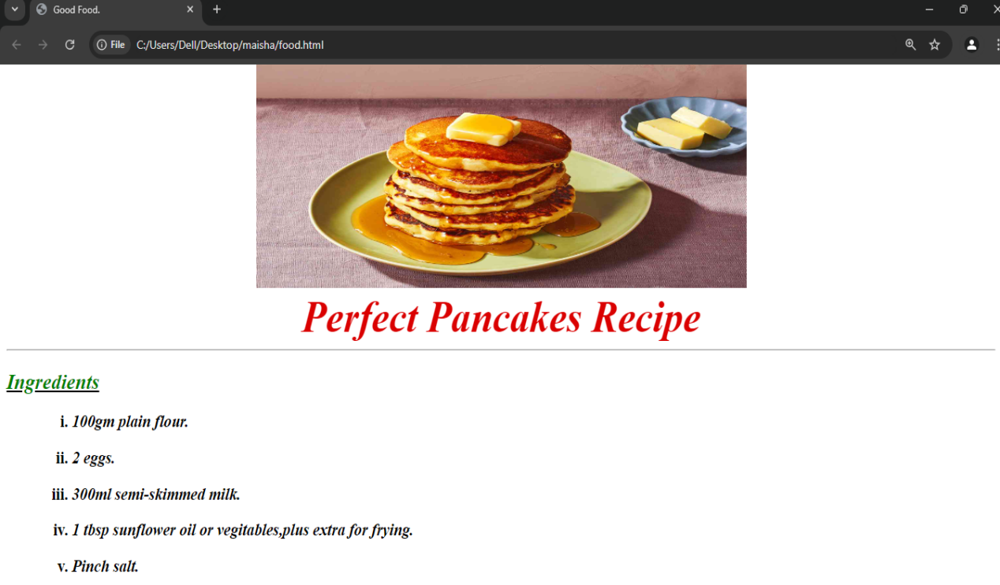 Good Food.
File C:/Users/Dell/Desktop/maisha/food.html
Perfect Pancakes Recipe
Ingredients
i. 100gm plain flour.
ii. 2 eggs.
iii. 300ml semi-skimmed milk.
iv. 1 tbsp sunflower oil or vegitables,plus extra for frying.
v. Pinch salt.